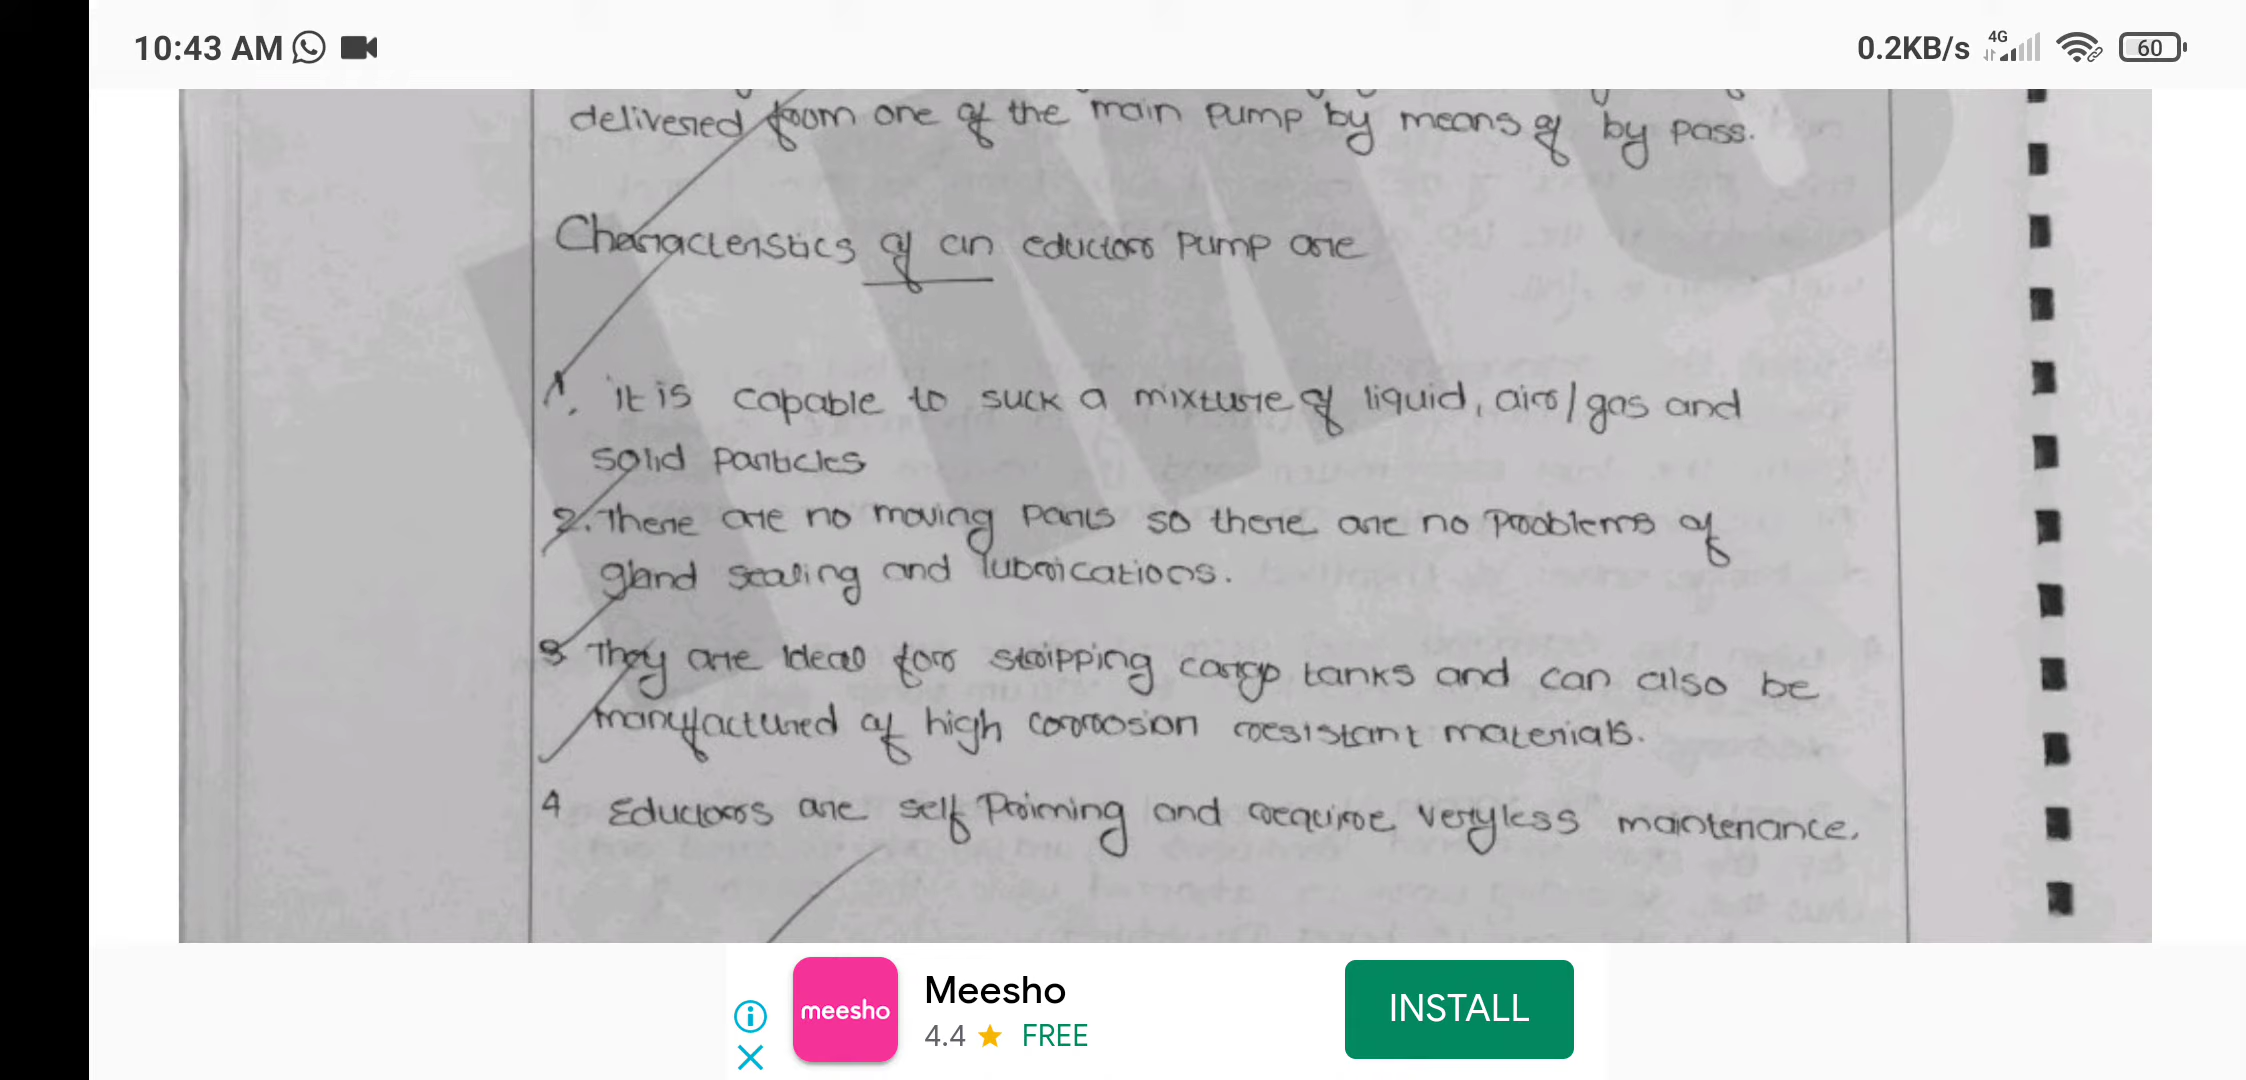 10:43 AM
0.2KB/s 4G 60
delivered from one of the main pump by means of by pass.
Characteristics of an eductor pump are
1. it is capable to suck a mixture of liquid, air/gas and
solid particles
2. There are no moving parts so there are no problems of
gland sealing and lubrications.
3 They are ideal for stripping cargo tanks and can also be
manufactured of high corrosion resistant materials.
4 Eductors are self priming and require very less maintenance.
meesho
Meesho
4.4 ★ FREE
INSTALL